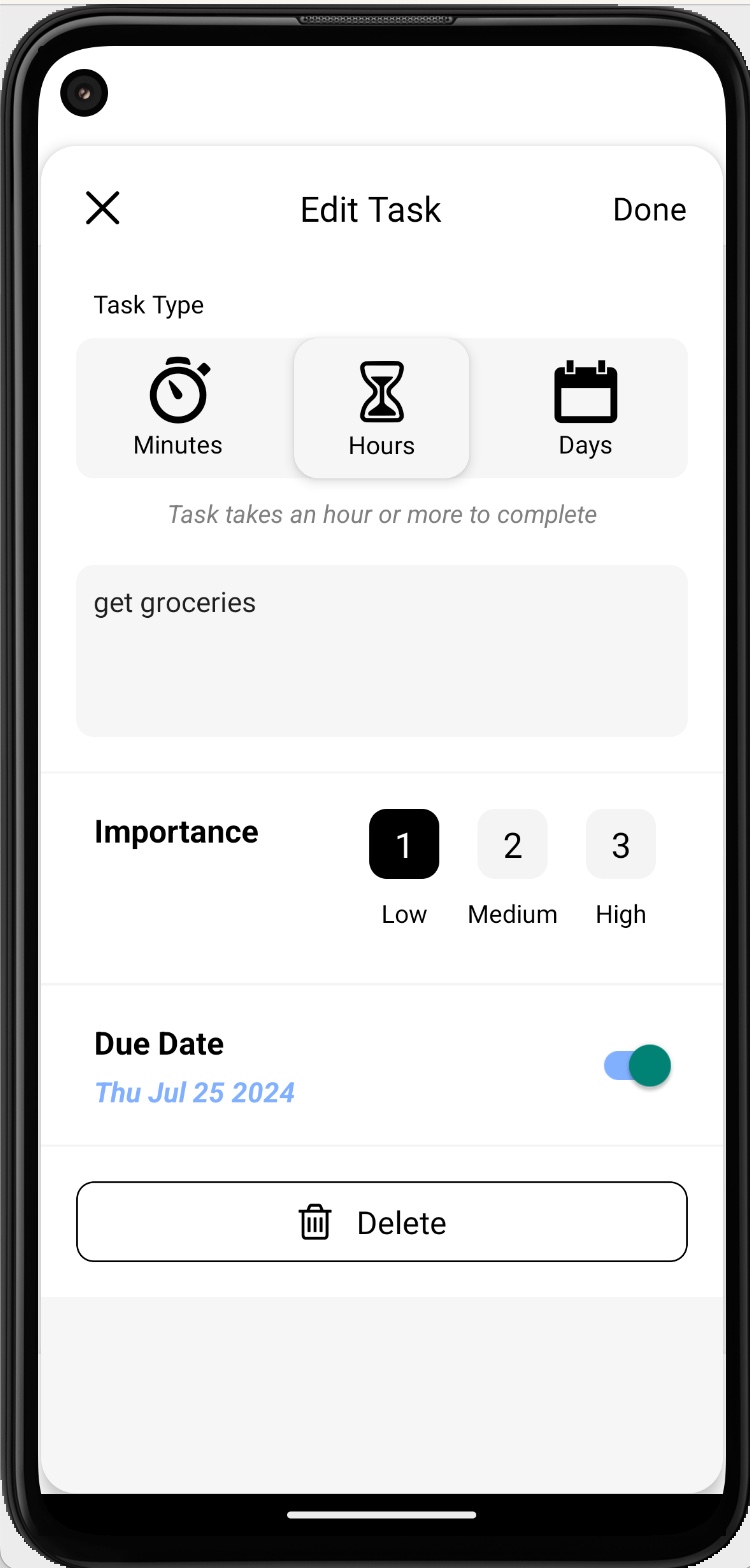 Edit Task Done
Task Type
Minutes Hours Days
Task takes an hour or more to complete
get groceries
Importance 1 2 3
Low Medium High
Due Date
Thu Jul 25 2024
Delete